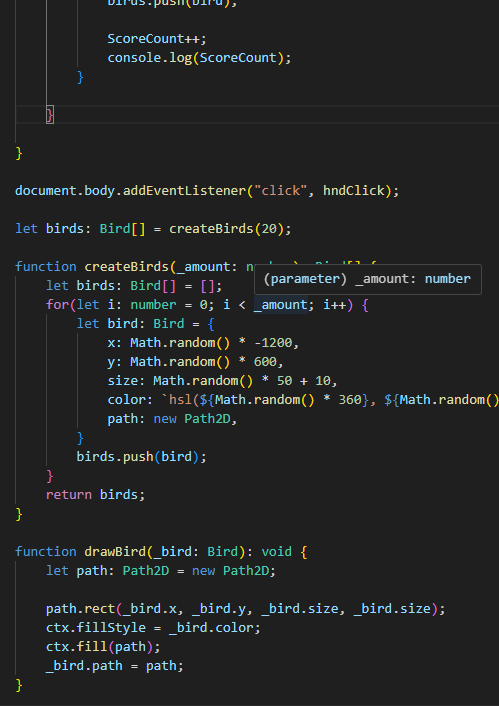 birds.push(bird);
ScoreCount++;
console.log(ScoreCount);
}
}
}
document.body.addEventListener("click", hndClick);
let birds: Bird[] = createBirds(20);
function createBirds(_amount:
(parameter) _amount: number
let birds: Bird[] = [];
for(let i: number = 0; i < _amount; i++) {
let bird: Bird = {
x: Math.random() * -1200,
y: Math.random() * 600,
size: Math.random() * 50 + 10,
color: `hsl(${Math.random() * 360}, ${Math.random()
path: new Path2D,
}
birds.push(bird);
}
return birds;
}
function drawBird(_bird: Bird): void {
let path: Path2D = new Path2D;
path.rect(_bird.x, _bird.y, _bird.size, _bird.size);
ctx.fillStyle = _bird.color;
ctx.fill(path);
_bird.path = path;
}